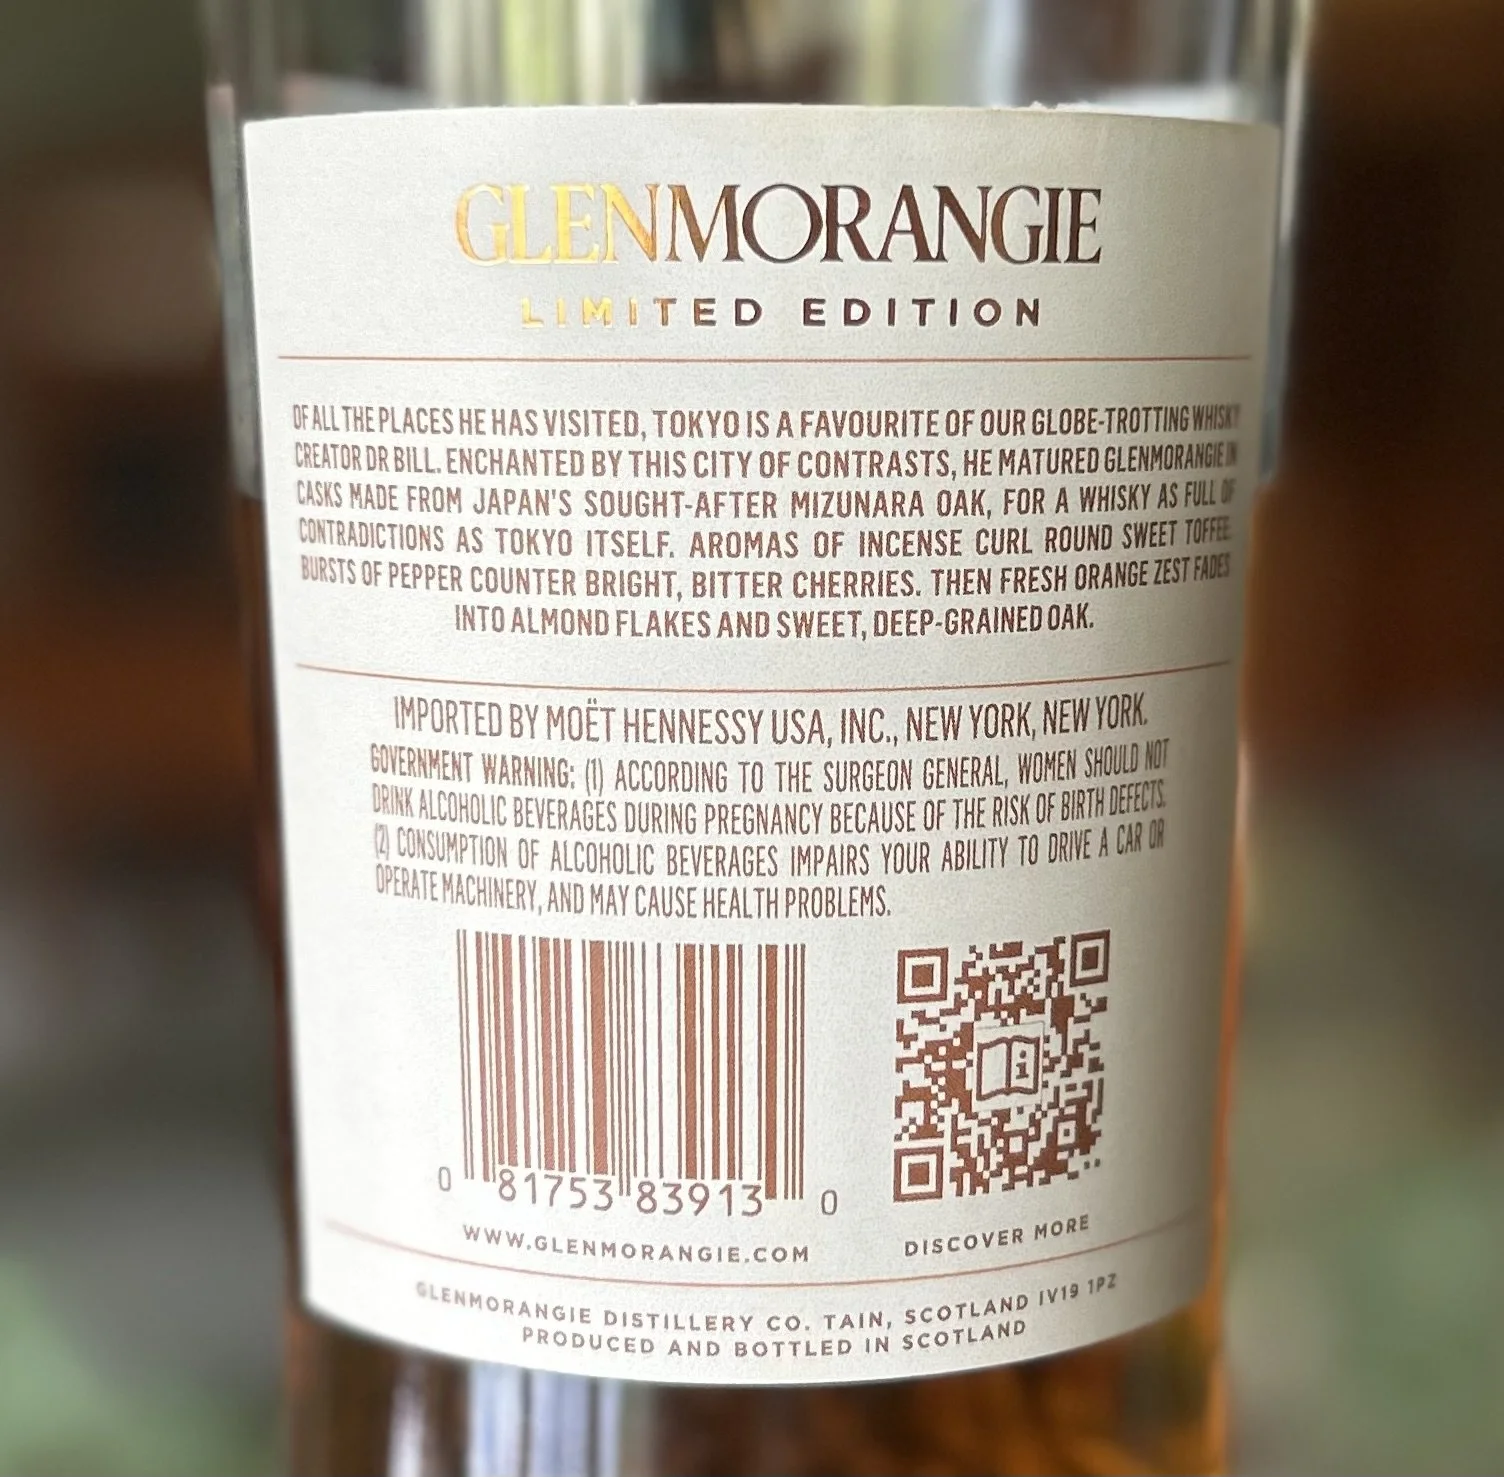 GLENMORANGIE
LIMITED EDITION
OF ALL THE PLACES HE HAS VISITED, TOKYO IS A FAVOURITE OF OUR GLOBE-TROTTING WHISKY
CREATOR DR BILL. ENCHANTED BY THIS CITY OF CONTRASTS, HE MATURED GLENMORANGIE IN
CASKS MADE FROM JAPAN'S SOUGHT-AFTER MIZUNARA OAK, FOR A WHISKY AS FULL OF
CONTRADICTIONS AS TOKYO ITSELF. AROMAS OF INCENSE CURL ROUND SWEET TOFFEE.
BURSTS OF PEPPER COUNTER BRIGHT, BITTER CHERRIES. THEN FRESH ORANGE ZEST FADES
INTO ALMOND FLAKES AND SWEET, DEEP-GRAINED OAK.
IMPORTED BY MOËT HENNESSY USA, INC., NEW YORK, NEW YORK.
GOVERNMENT WARNING: (1) ACCORDING TO THE SURGEON GENERAL, WOMEN SHOULD NOT
DRINK ALCOHOLIC BEVERAGES DURING PREGNANCY BECAUSE OF THE RISK OF BIRTH DEFECTS.
(2) CONSUMPTION OF ALCOHOLIC BEVERAGES IMPAIRS YOUR ABILITY TO DRIVE A CAR OR
OPERATE MACHINERY, AND MAY CAUSE HEALTH PROBLEMS.
0 81753 83913 0
WWW.GLENMORANGIE.COM
DISCOVER MORE
GLENMORANGIE DISTILLERY CO. TAIN, SCOTLAND IV19 1PZ
PRODUCED AND BOTTLED IN SCOTLAND